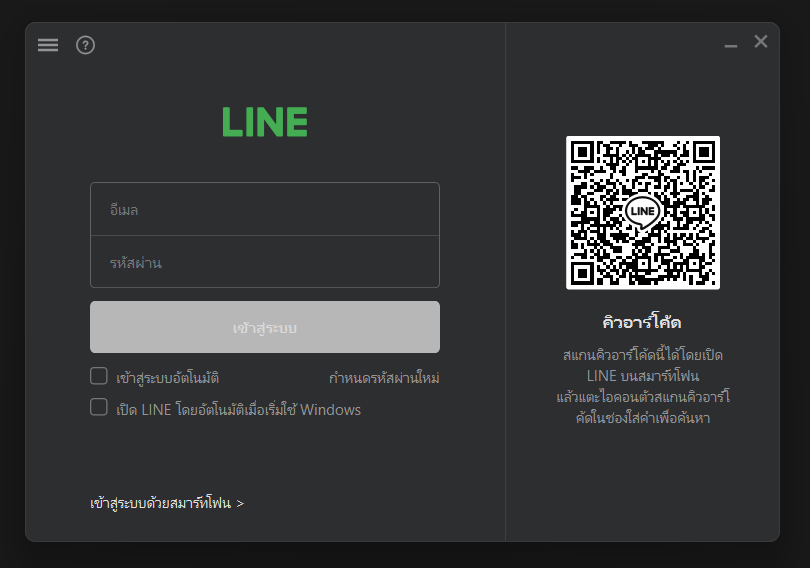 LINE
อีเมล
รหัสผ่าน
เข้าสู่ระบบ
เข้าสู่ระบบอัตโนมัติ
กำหนดรหัสผ่านใหม่
เปิด LINE โดยอัตโนมัติเมื่อเริ่มใช้ Windows
เข้าสู่ระบบด้วยสมาร์ทโฟน >
LINE
คิวอาร์โค้ด
สแกนคิวอาร์โค้ดนี้ได้โดยเปิด
LINE บนสมาร์ทโฟน
แล้วแตะไอคอนตัวสแกนคิวอาร์โ
ค้ดในช่องใส่คำเพื่อค้นหา